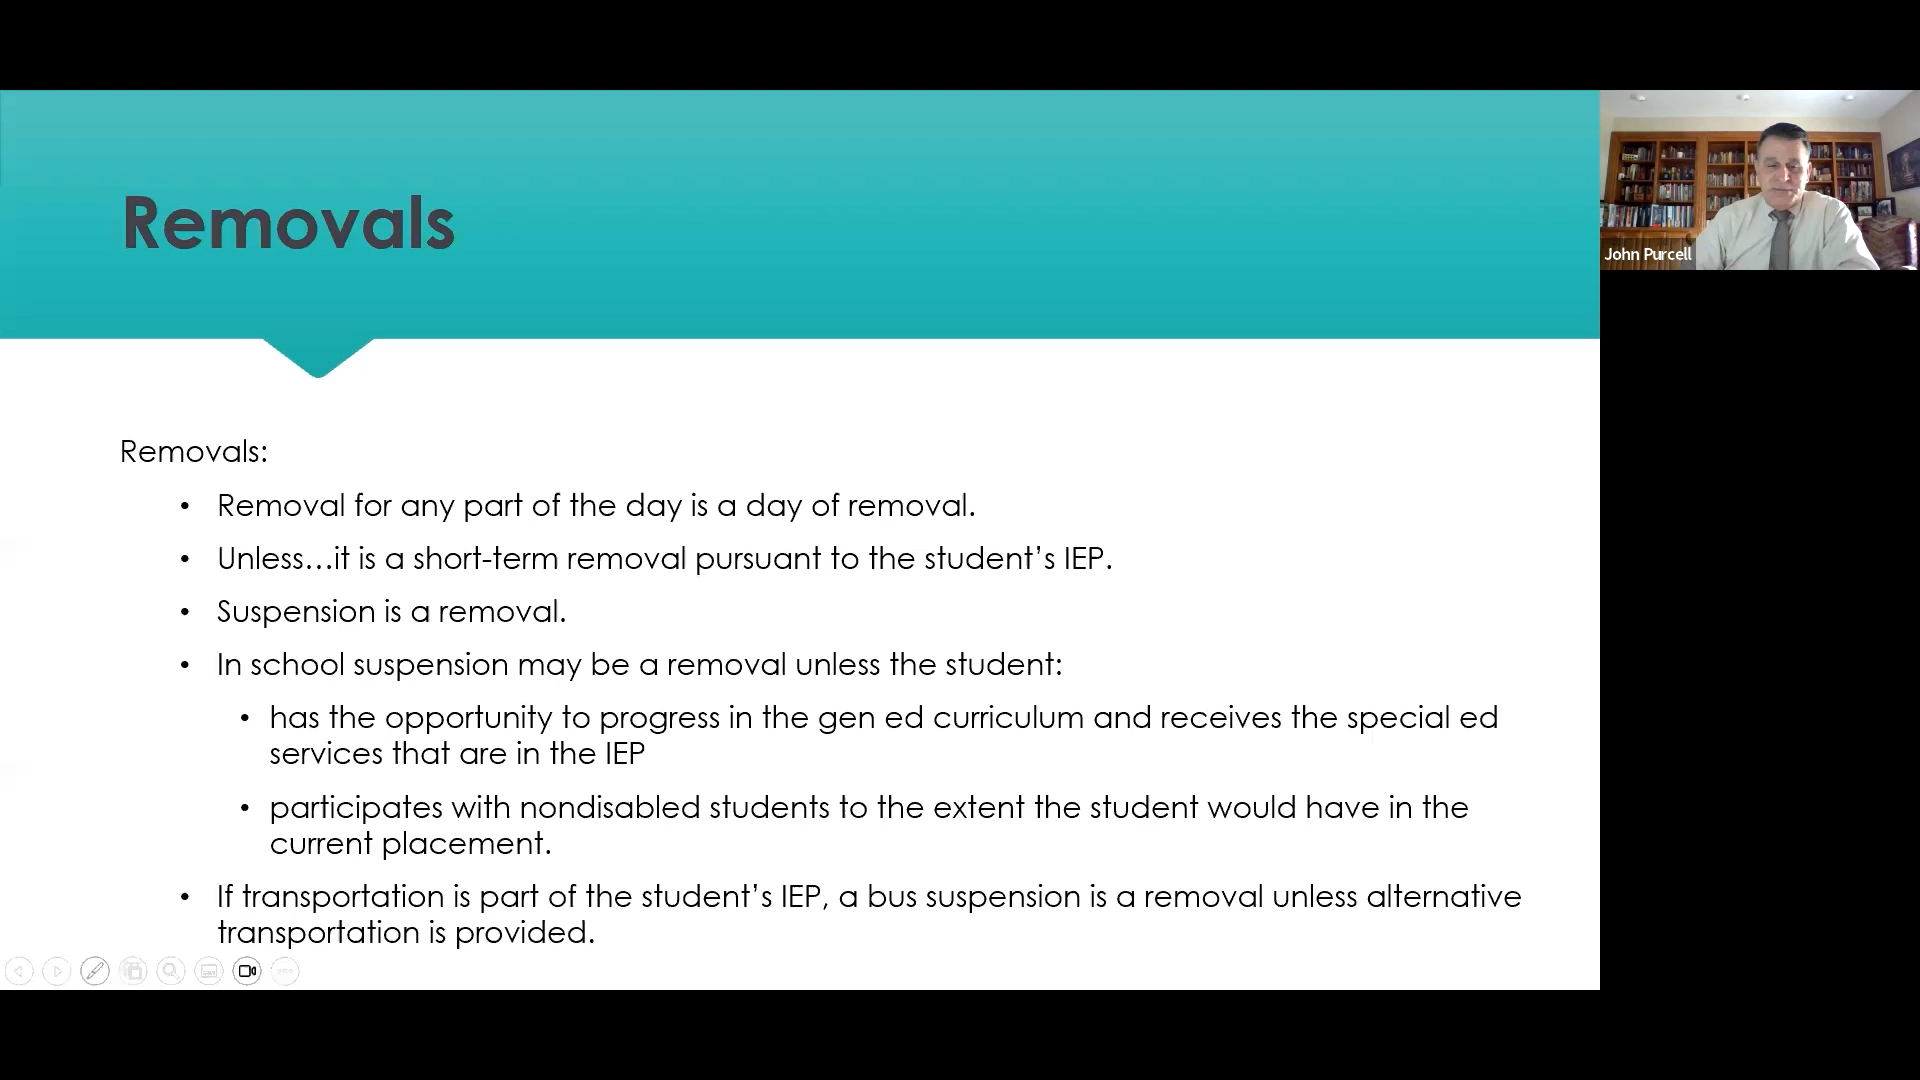 Removals
John Purcell
Removals:
• Removal for any part of the day is a day of removal.
• Unless…it is a short-term removal pursuant to the student’s IEP.
• Suspension is a removal.
• In school suspension may be a removal unless the student:
• has the opportunity to progress in the gen ed curriculum and receives the special ed
services that are in the IEP
• participates with nondisabled students to the extent the student would have in the
current placement.
• If transportation is part of the student’s IEP, a bus suspension is a removal unless alternative
transportation is provided.